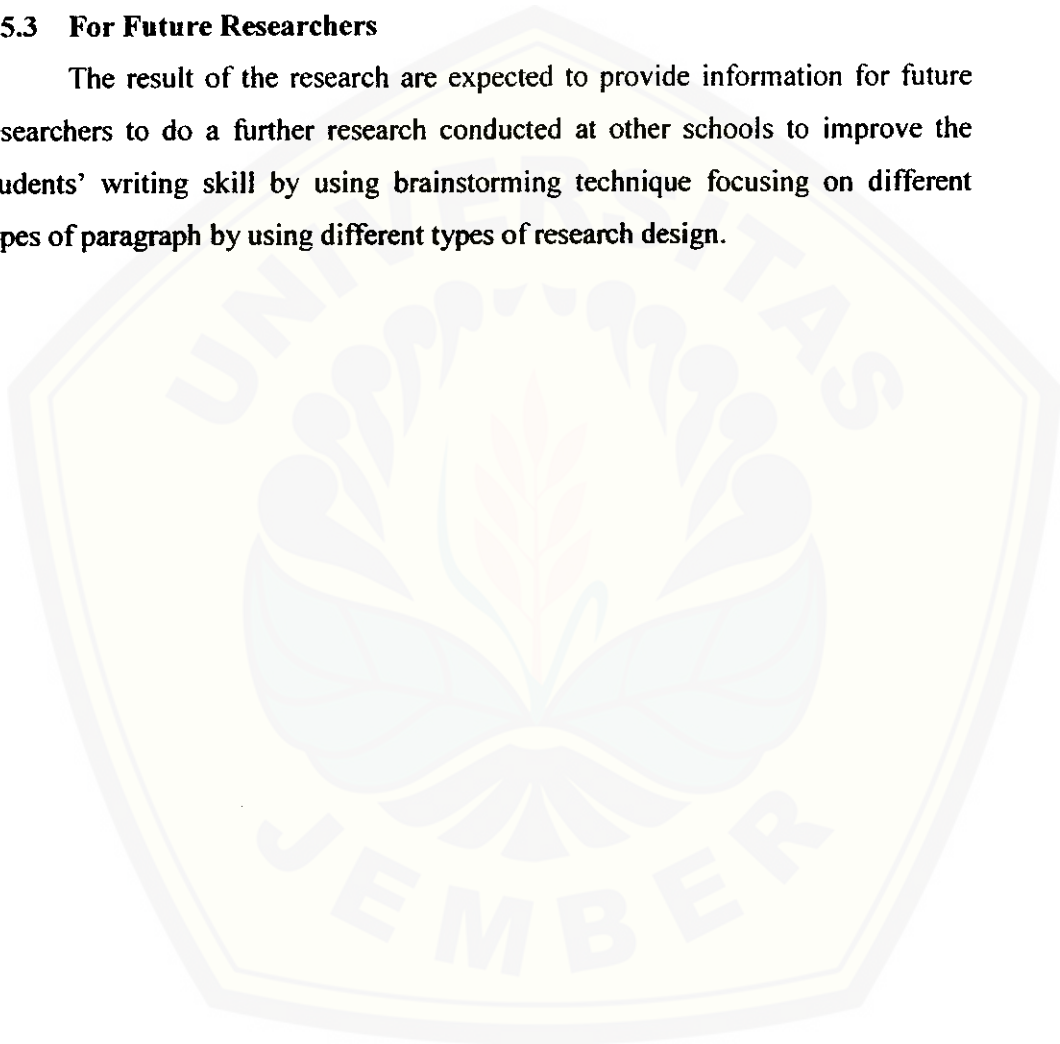 5.3 For Future Researchers
The result of the research are expected to provide information for future
searchers to do a further research conducted at other schools to improve the
udents' writing skill by using brainstorming technique focusing on different
pes of paragraph by using different types of research design.
UNIVERSITAS
JEMBER